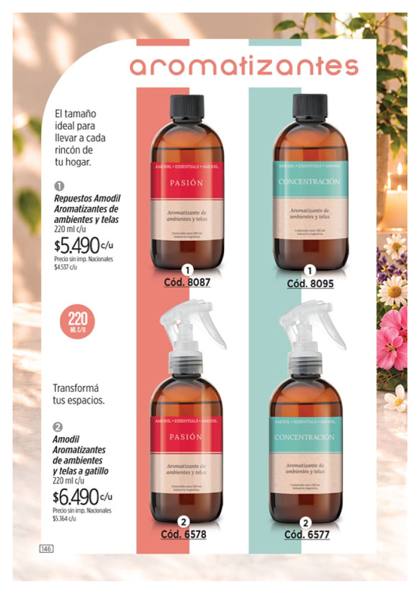 aromatizantes
El tamaño
ideal para
llevar a cada
rincón de
tu hogar.
1
Repuestos Amodil
Aromatizantes de
ambientes y telas
220 ml c/u
$5.490 c/u
Precio sin imp. Nacionales
$4.537 c/u
PASIÓN
Aromatizante de
ambientes y telas
1
Cód. 8087
CONCENTRACIÓN
Aromatizante de
ambientes y telas
1
Cód. 8095
220
ML C/U
Transformá
tus espacios.
2
Amodil
Aromatizantes
de ambientes
y telas a gatillo
220 ml c/u
$6.490 c/u
Precio sin imp. Nacionales
$5.364 c/u
PASIÓN
Aromatizante de
ambientes y telas
2
Cód. 6578
CONCENTRACIÓN
Aromatizante de
ambientes y telas
2
Cód. 6577
146